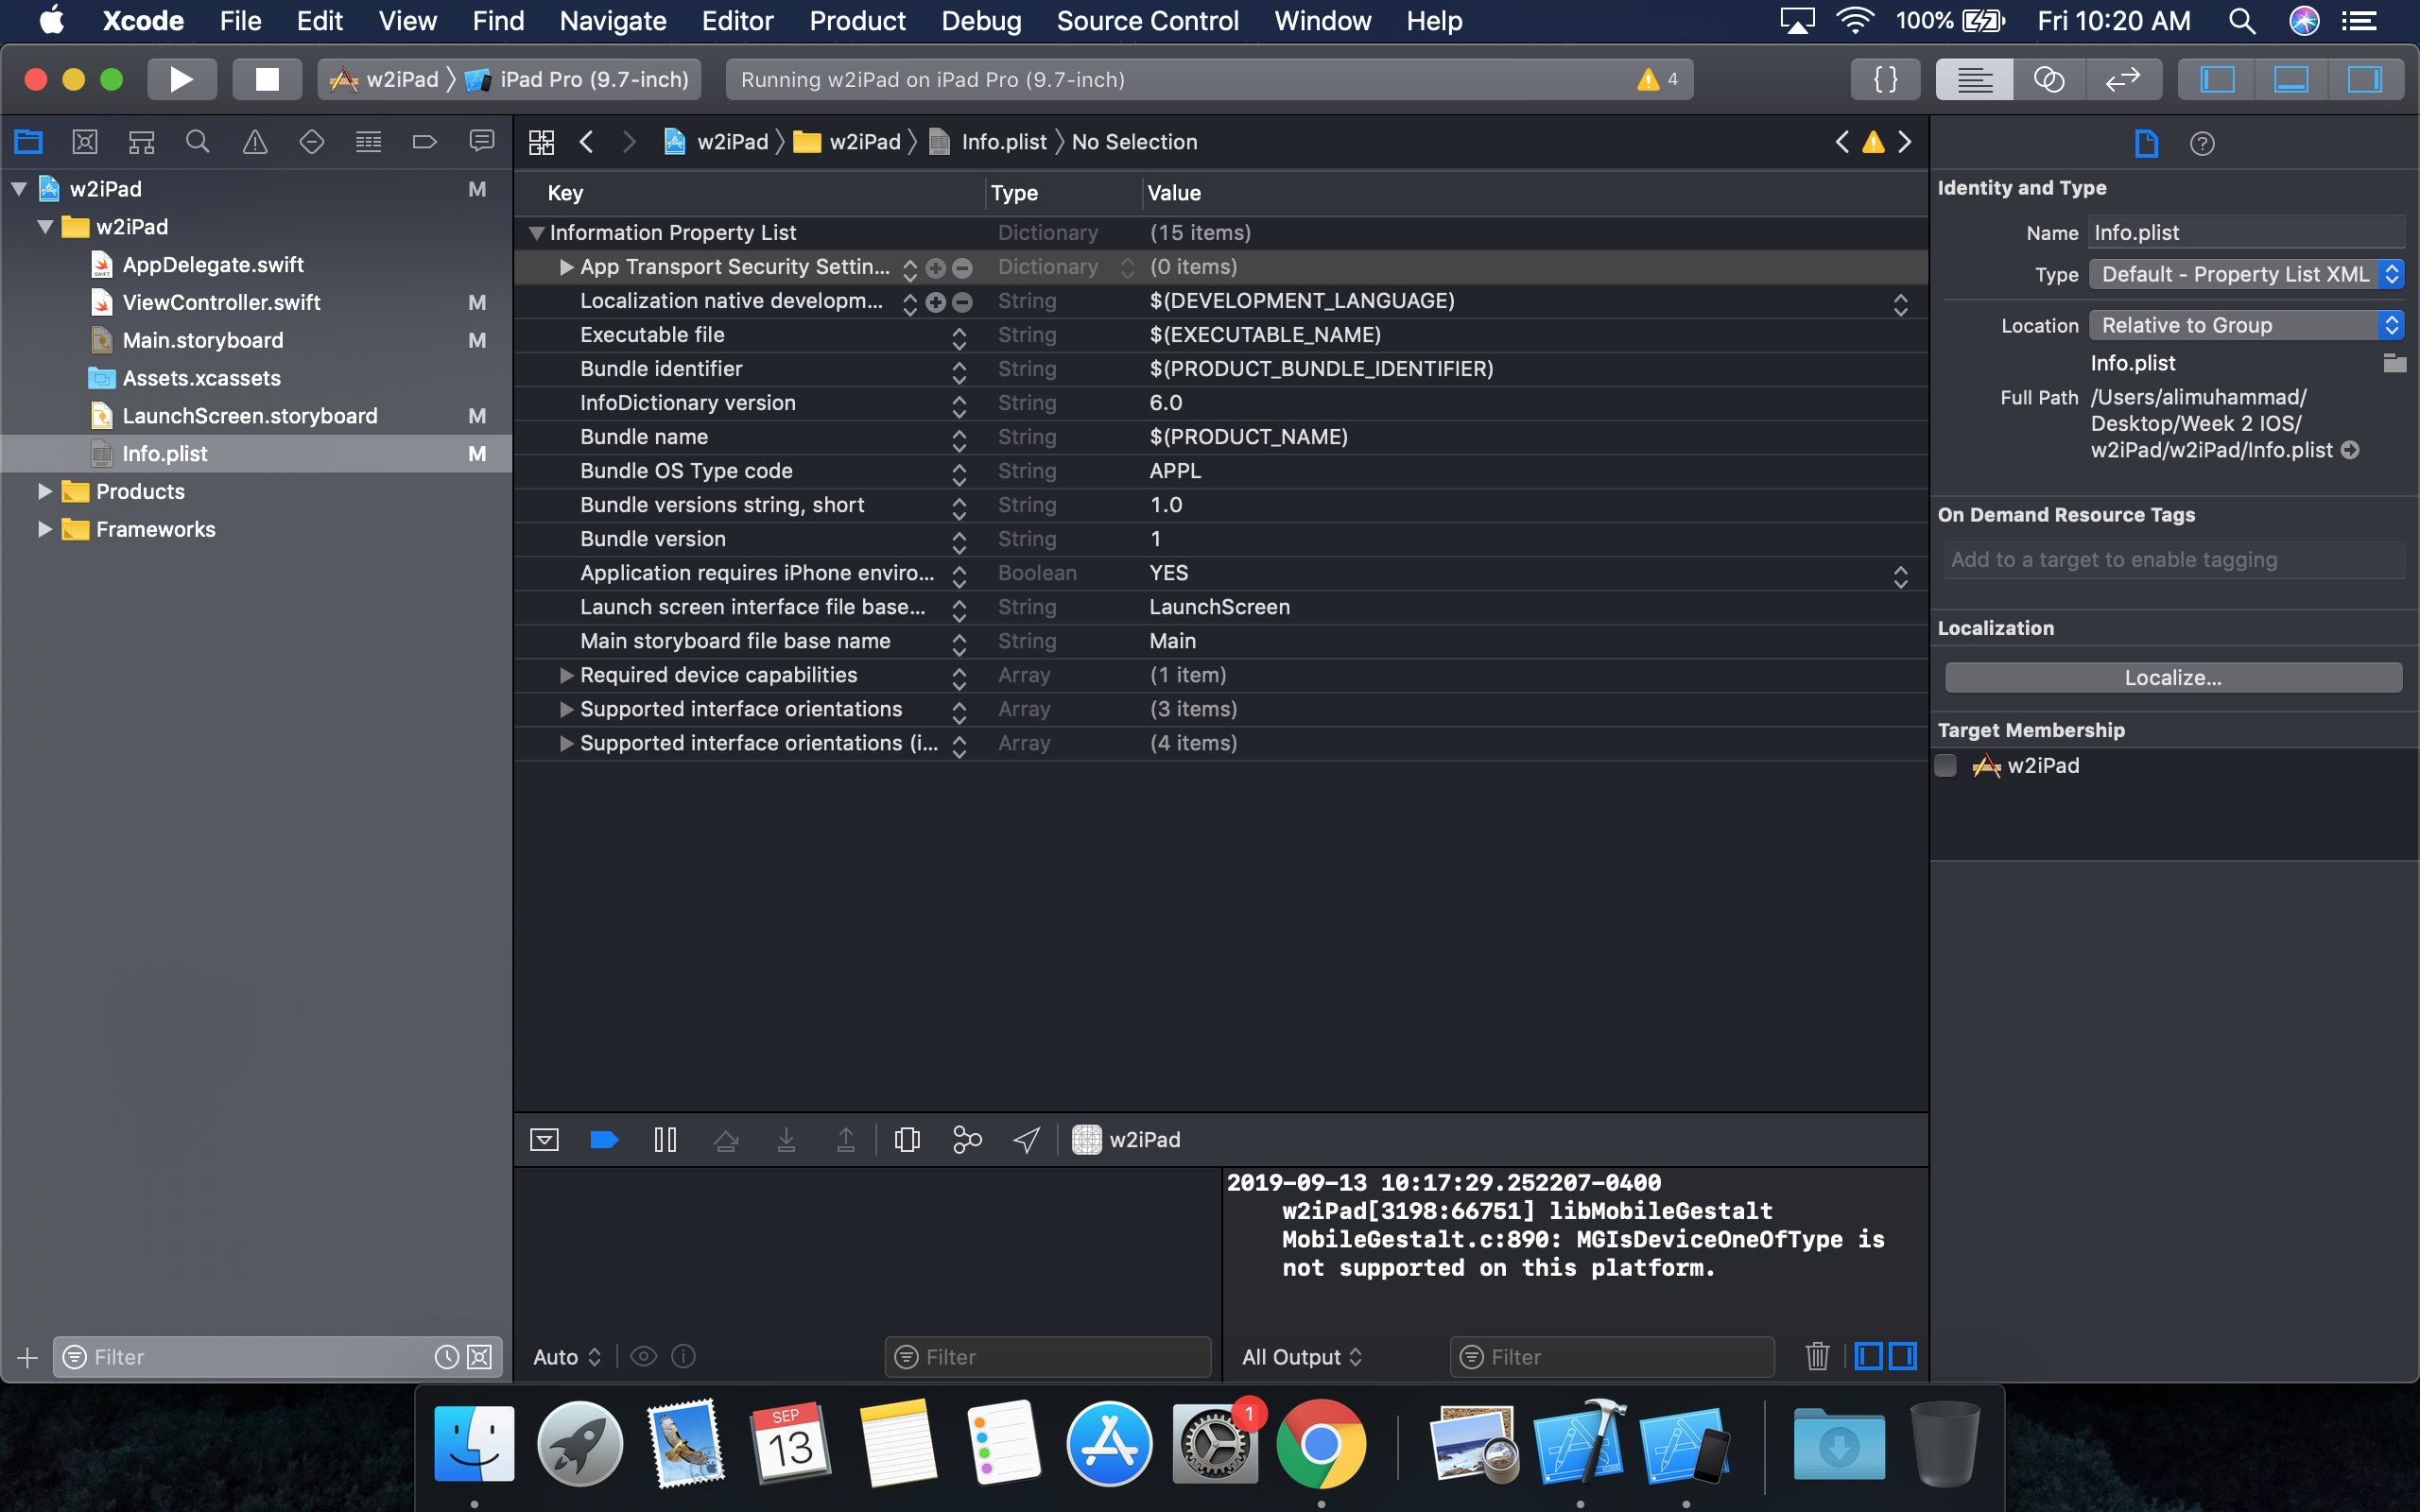 Xcode File Edit View Find Navigate Editor Product Debug Source Control Window Help 100% Fri 10:20 AM
w2iPad iPad Pro (9.7-inch) Running w2iPad on iPad Pro (9.7-inch) 4 {}
w2iPad w2iPad Info.plist No Selection
w2iPad M
w2iPad
AppDelegate.swift
ViewController.swift M
Main.storyboard M
Assets.xcassets
LaunchScreen.storyboard M
Info.plist M
Products
Frameworks
Filter
Key Type Value
Information Property List Dictionary (15 items)
App Transport Security Settin... Dictionary (0 items)
Localization native developm... String $(DEVELOPMENT_LANGUAGE)
Executable file String $(EXECUTABLE_NAME)
Bundle identifier String $(PRODUCT_BUNDLE_IDENTIFIER)
InfoDictionary version String 6.0
Bundle name String $(PRODUCT_NAME)
Bundle OS Type code String APPL
Bundle versions string, short String 1.0
Bundle version String 1
Application requires iPhone enviro... Boolean YES
Launch screen interface file base... String LaunchScreen
Main storyboard file base name String Main
Required device capabilities Array (1 item)
Supported interface orientations Array (3 items)
Supported interface orientations (i... Array (4 items)
w2iPad
2019-09-13 10:17:29.252207-0400
w2iPad[3198:66751] libMobileGestalt
MobileGestalt.c:890: MGIsDeviceOneOfType is
not supported on this platform.
Auto Filter All Output Filter
Identity and Type
Name Info.plist
Type Default - Property List XML
Location Relative to Group
Info.plist
Full Path /Users/alimuhammad/
Desktop/Week 2 IOS/
w2iPad/w2iPad/Info.plist
On Demand Resource Tags
Add to a target to enable tagging
Localization
Localize...
Target Membership
w2iPad
SEP
13
1